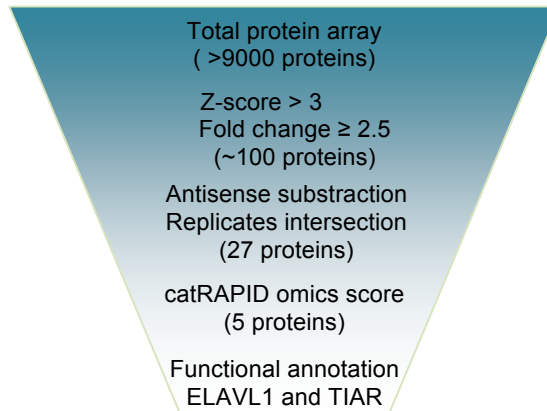 Total protein array
( >9000 proteins)
Z-score > 3
Fold change ≥ 2.5
(~100 proteins)
Antisense substraction
Replicates intersection
(27 proteins)
catRAPID omics score
(5 proteins)
Functional annotation
ELAVL1 and TIAR